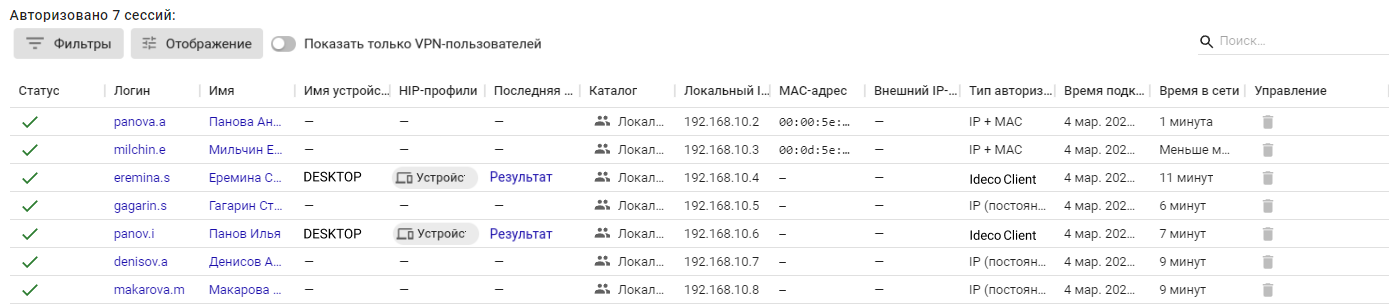 Авторизовано 7 сессий:
Фильтры Отображение Показать только VPN-пользователей Поиск...
Статус Логин Имя Имя устройс... HIP-профили Последняя ... Каталог Локальный I... MAC-адрес Внешний IP-... Тип авториз... Время подк... Время в сети Управление
panova.a Панова Ан... — — — Локал... 192.168.10.2 00:00:5e:... — IP + MAC 4 мар. 202... 1 минута
milchin.e Мильчин Е... — — — Локал... 192.168.10.3 00:0d:5e:... — IP + MAC 4 мар. 202... Меньше м...
eremina.s Еремина С... DESKTOP Устройс Результат Локал... 192.168.10.4 — — Ideco Client 4 мар. 202... 11 минут
gagarin.s Гагарин Ст... — — — Локал... 192.168.10.5 — — IP (постоян... 4 мар. 202... 6 минут
panov.i Панов Илья DESKTOP Устройс Результат Локал... 192.168.10.6 — — Ideco Client 4 мар. 202... 7 минут
denisov.a Денисов А... — — — Локал... 192.168.10.7 — — IP (постоян... 4 мар. 202... 9 минут
makarova.m Макарова ... — — — Локал... 192.168.10.8 — — IP (постоян... 4 мар. 202... 9 минут